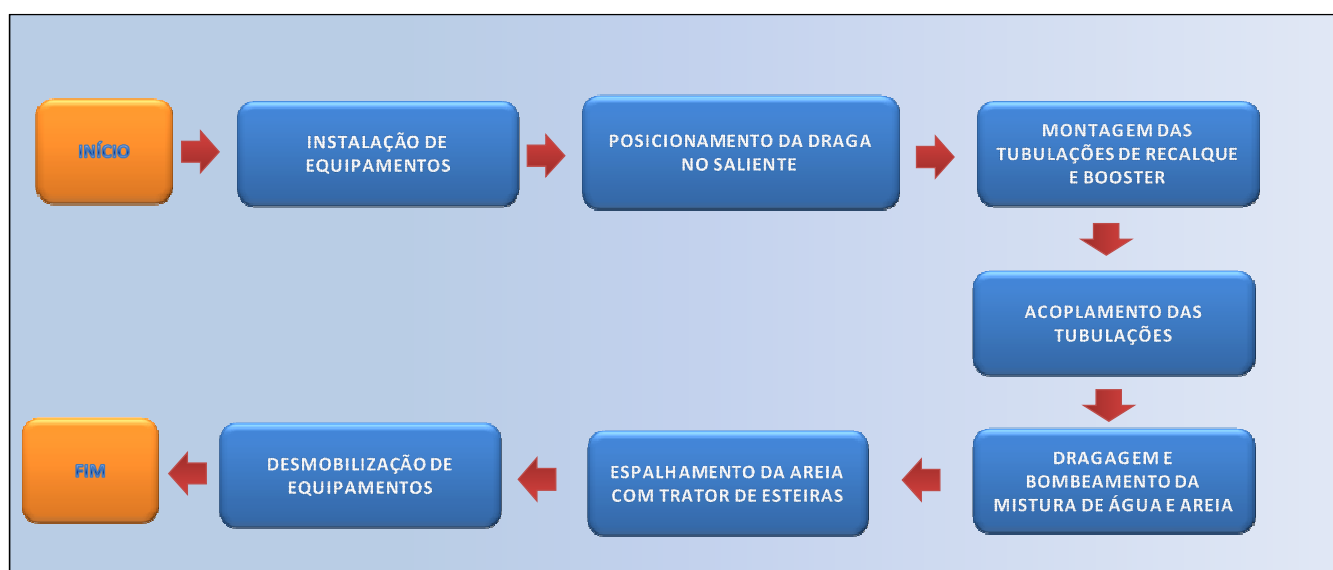 INÍCIO
INSTALAÇÃO DE
EQUIPAMENTOS
POSICIONAMENTO DA DRAGA
NO SALIENTE
MONTAGEM DAS
TUBULAÇÕES DE RECALQUE
E BOOSTER
ACOPLAMENTO DAS
TUBULAÇÕES
DRAGAGEM E
BOMBEAMENTO DA
MISTURA DE ÁGUA E AREIA
ESPALHAMENTO DA AREIA
COM TRATOR DE ESTEIRAS
DESMOBILIZAÇÃO DE
EQUIPAMENTOS
FIM